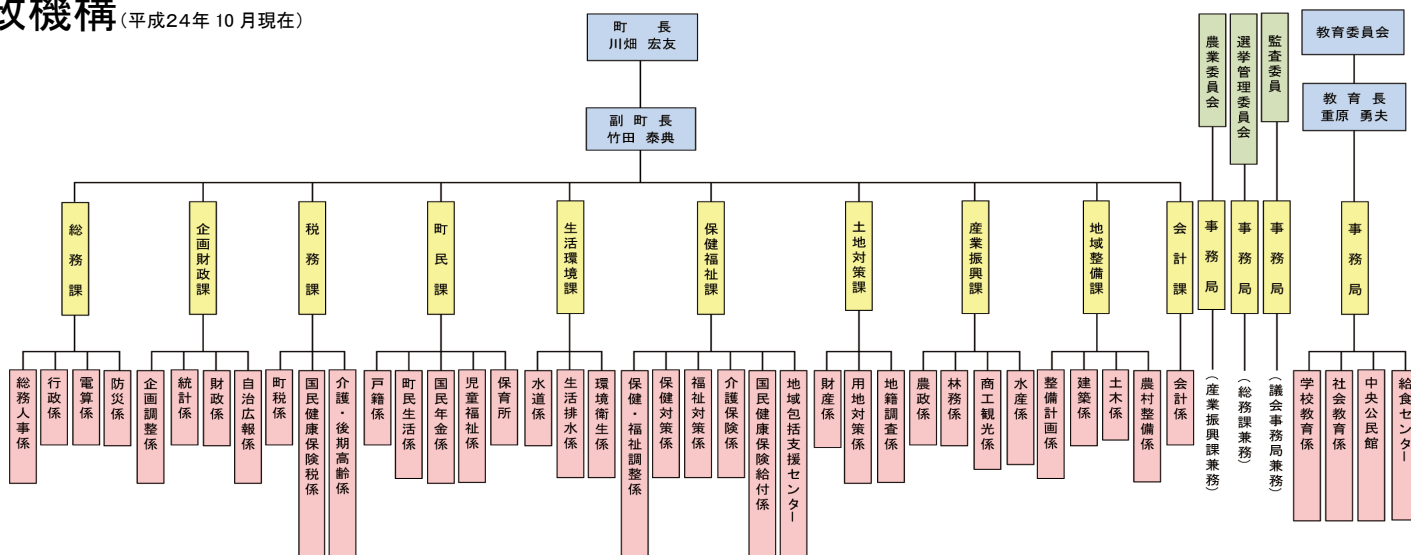 政機構(平成24年 10 月現在)
町 長
川畑 宏友
副 町 長
竹田 泰典
農業委員会
選挙管理委員会
監査委員
教育委員会
教 育 長
重原 勇夫
総務課
企画財政課
税務課
町民課
生活環境課
保健福祉課
土地対策課
産業振興課
地域整備課
会計課
事務局
事務局
事務局
事務局
総務人事係
行政係
電算係
防災係
企画調整係
統計係
財政係
自治広報係
町税係
国民健康保険税係
介護・後期高齢係
戸籍係
町民生活係
国民年金係
児童福祉係
保育所
水道係
生活排水係
環境衛生係
保健・福祉調整係
保健対策係
福祉対策係
介護保険係
国民健康保険給付係
地域包括支援センター
財産係
用地対策係
地籍調査係
農政係
林務係
商工観光係
水産係
整備計画係
建築係
土木係
農村整備係
会計係
(産業振興課兼務)
(総務課兼務)
(議会事務局兼務)
学校教育係
社会教育係
中央公民館
給食センター